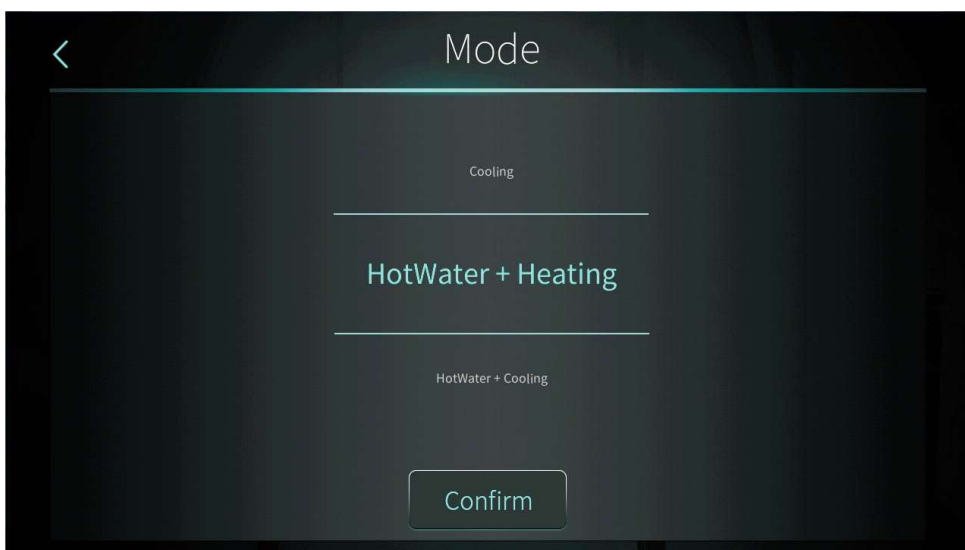 Mode
Cooling
HotWater + Heating
HotWater + Cooling
Confirm